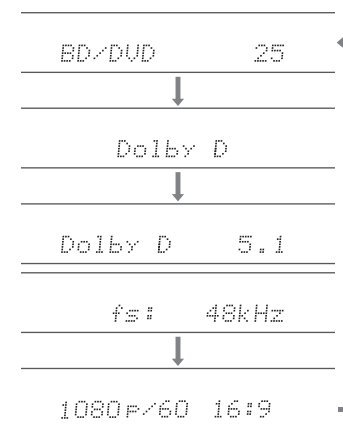 BD/DVD 25
Dolby D
Dolby D 5.1
fs: 48kHz
1080p/60 16:9